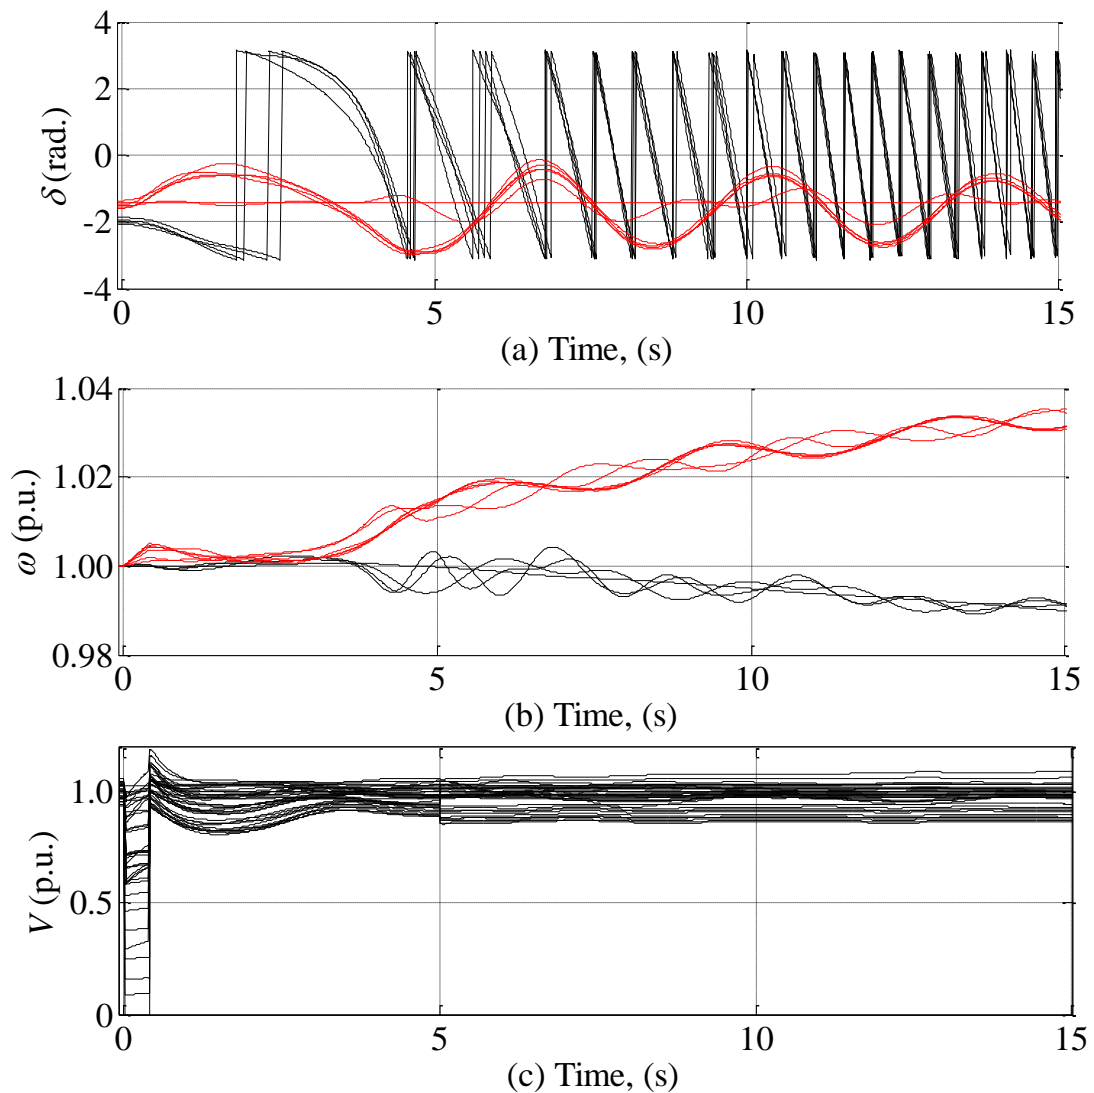 4
2
0
-2
-4
δ (rad.)
0 5 10 15
(a) Time, (s)
1.04
1.02
1.00
0.98
ω (p.u.)
0 5 10 15
(b) Time, (s)
1.0
0.5
0
V (p.u.)
0 5 10 15
(c) Time, (s)